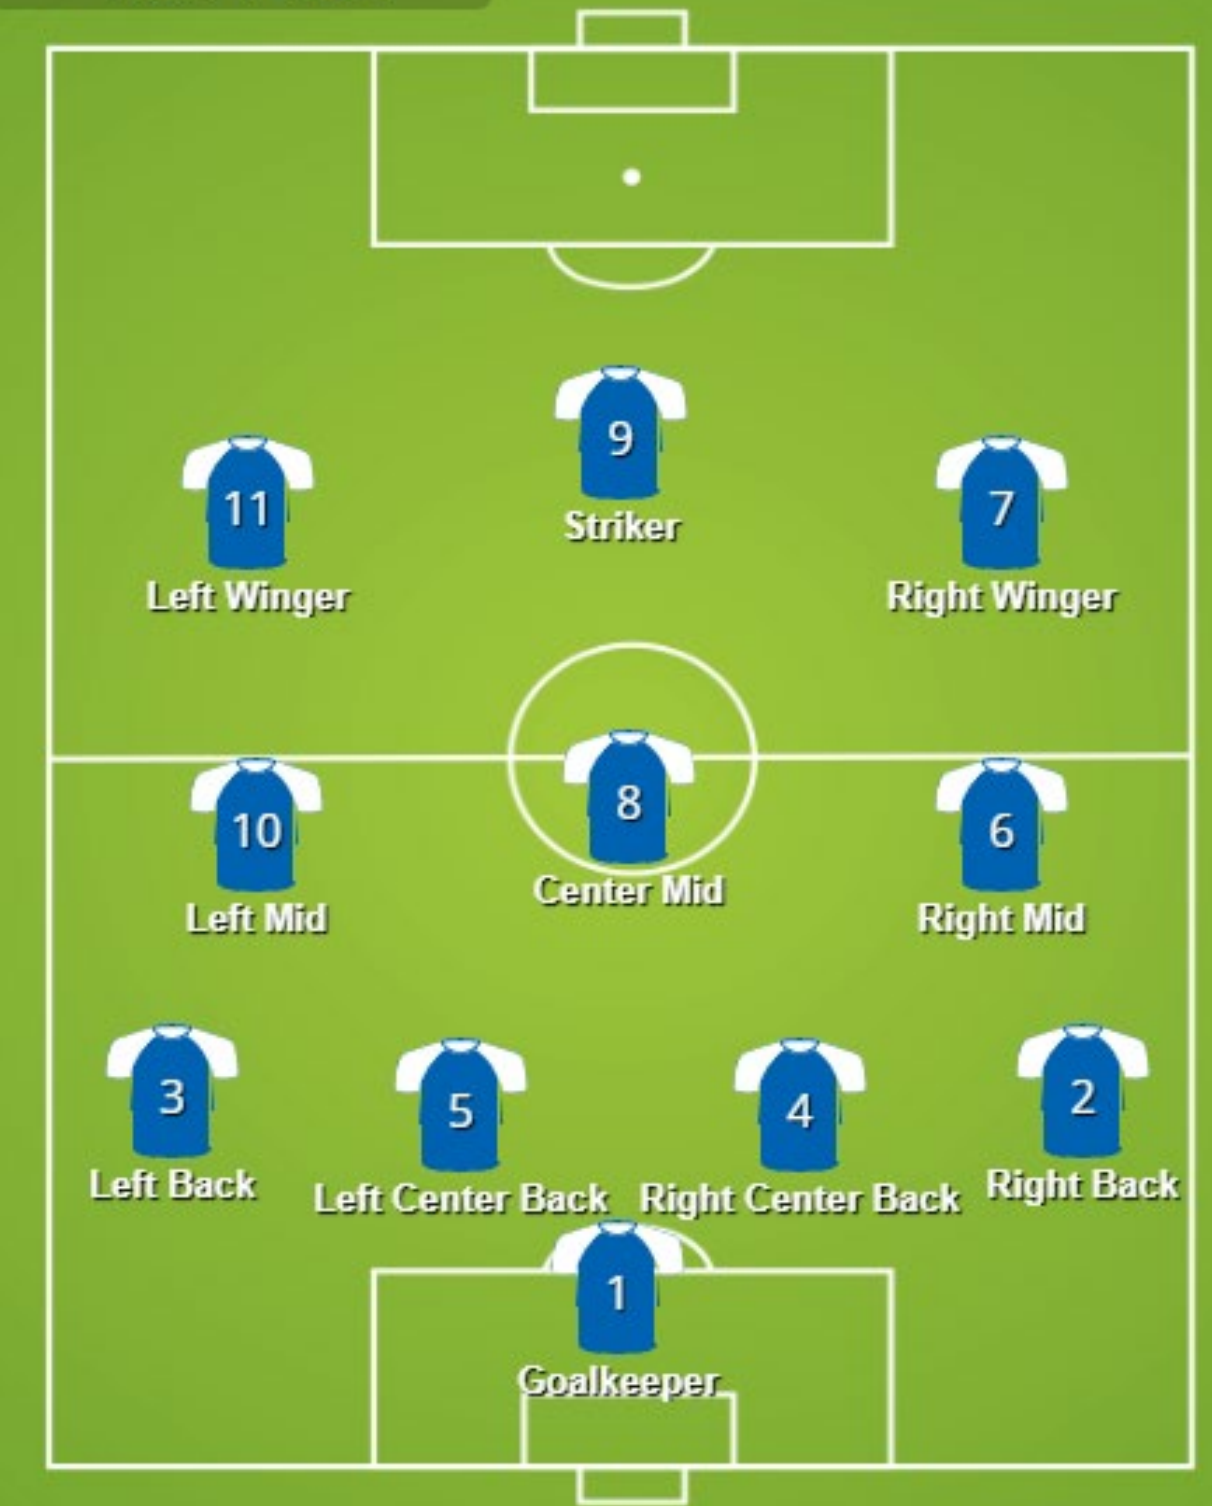 9
Striker
11
Left Winger
7
Right Winger
8
Center Mid
10
Left Mid
6
Right Mid
3
Left Back
5
Left Center Back
4
Right Center Back
2
Right Back
1
Goalkeeper